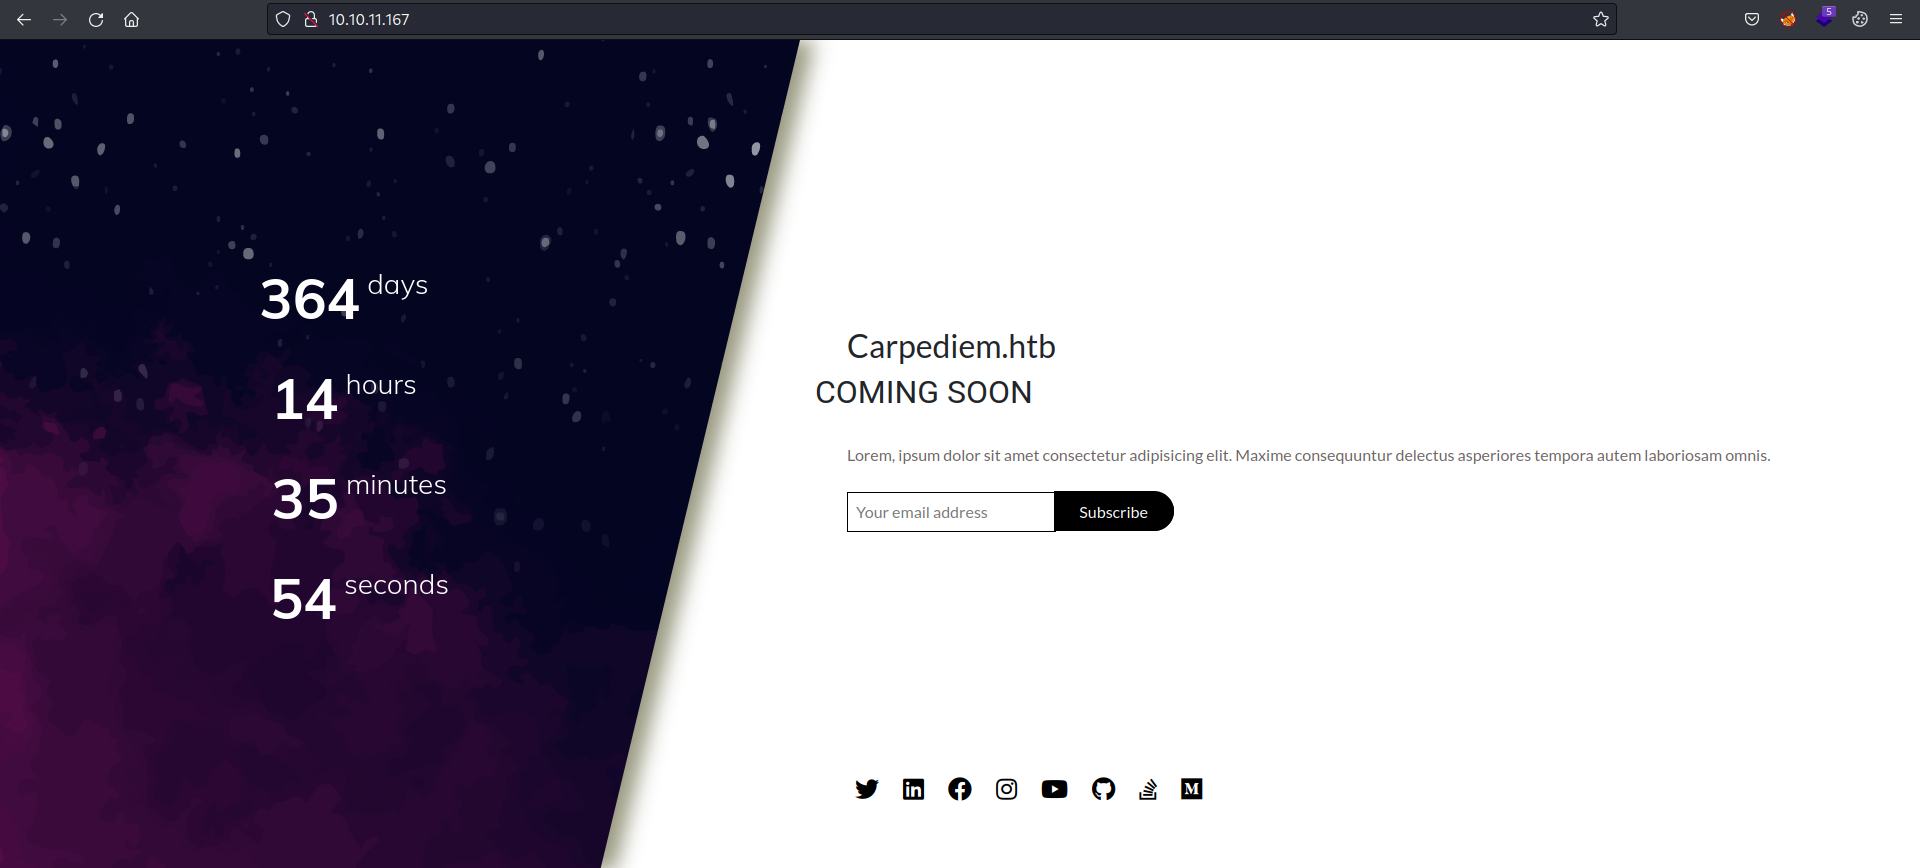 10.10.11.167
5
364 days
14 hours
35 minutes
54 seconds
Carpediem.htb
COMING SOON
Lorem, ipsum dolor sit amet consectetur adipisicing elit. Maxime consequuntur delectus asperiores tempora autem laboriosam omnis.
Your email address
Subscribe